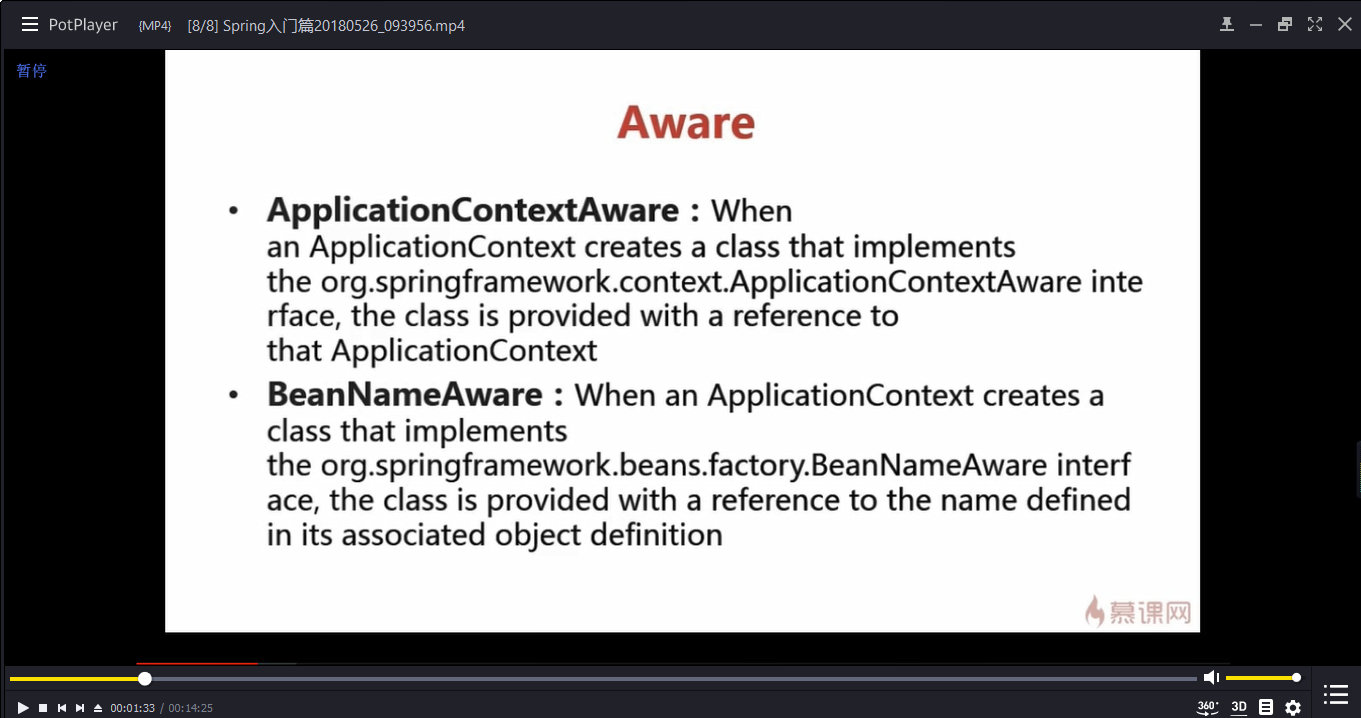 PotPlayer {MP4} [8/8] Spring入门篇20180526_093956.mp4
暂停
Aware
• ApplicationContextAware：When
an ApplicationContext creates a class that implements
the org.springframework.context.ApplicationContextAware inte
rface, the class is provided with a reference to
that ApplicationContext
• BeanNameAware：When an ApplicationContext creates a
class that implements
the org.springframework.beans.factory.BeanNameAware interf
ace, the class is provided with a reference to the name defined
in its associated object definition
慕课网
00:01:33 / 00:14:25 360° 3D